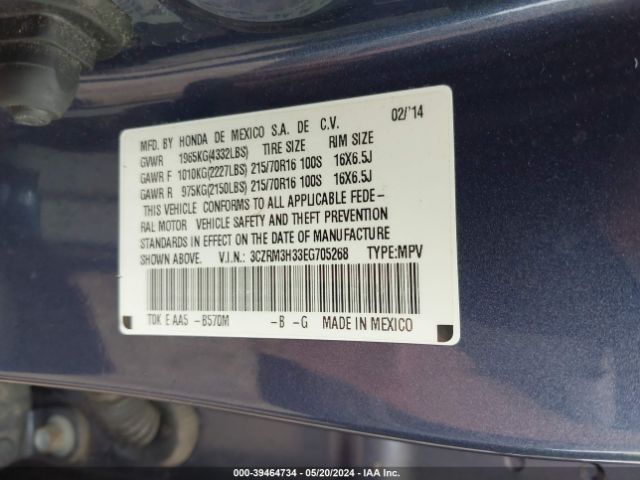 MFD. BY HONDA DE MEXICO S.A. DE C.V. 02/'14
GVWR 1965KG(4332LBS) TIRE SIZE RIM SIZE
GAWR F 1010KG(2227LBS) 215/70R16 100S 16X6.5J
GAWR R 975KG(2150LBS) 215/70R16 100S 16X6.5J
THIS VEHICLE CONFORMS TO ALL APPLICABLE FEDE-
RAL MOTOR VEHICLE SAFETY AND THEFT PREVENTION
STANDARDS IN EFFECT ON THE DATE OF MANUFACTURE
SHOWN ABOVE. V.I.N.: 3CZRM3H33EG705268 TYPE:MPV
TDK E AA5 -B570M -B -G MADE IN MEXICO
000-39464734 - 05/20/2024 - IAA Inc.